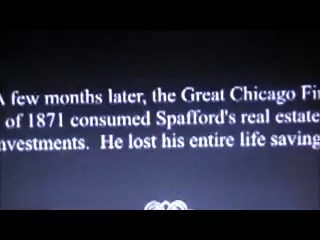 A few months later, the Great Chicago Fi
of 1871 consumed Spafford's real estate
nvestments. He lost his entire life saving